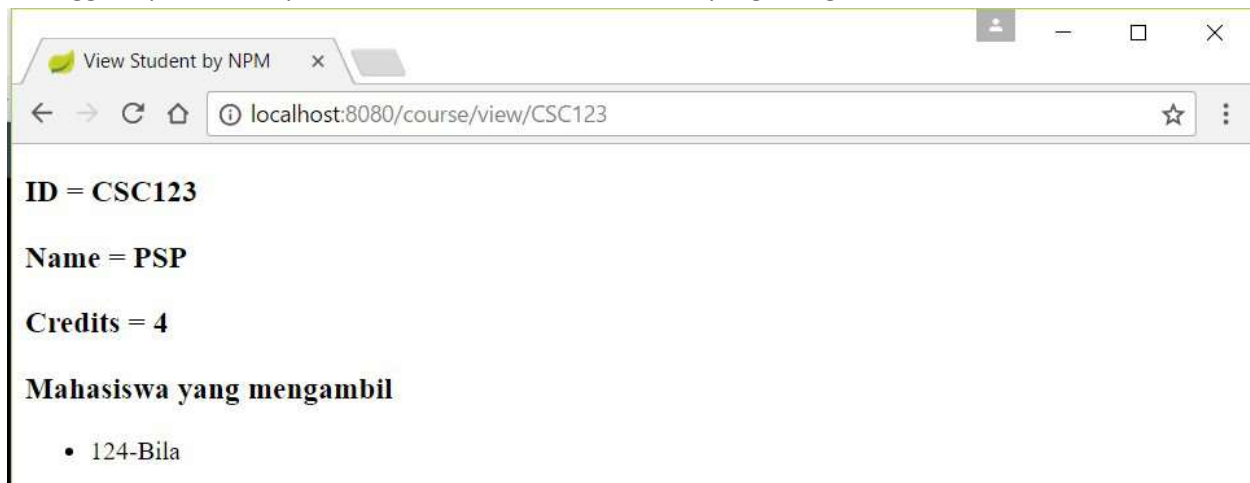 View Student by NPM
localhost:8080/course/view/CSC123
ID = CSC123
Name = PSP
Credits = 4
Mahasiswa yang mengambil
• 124-Bila